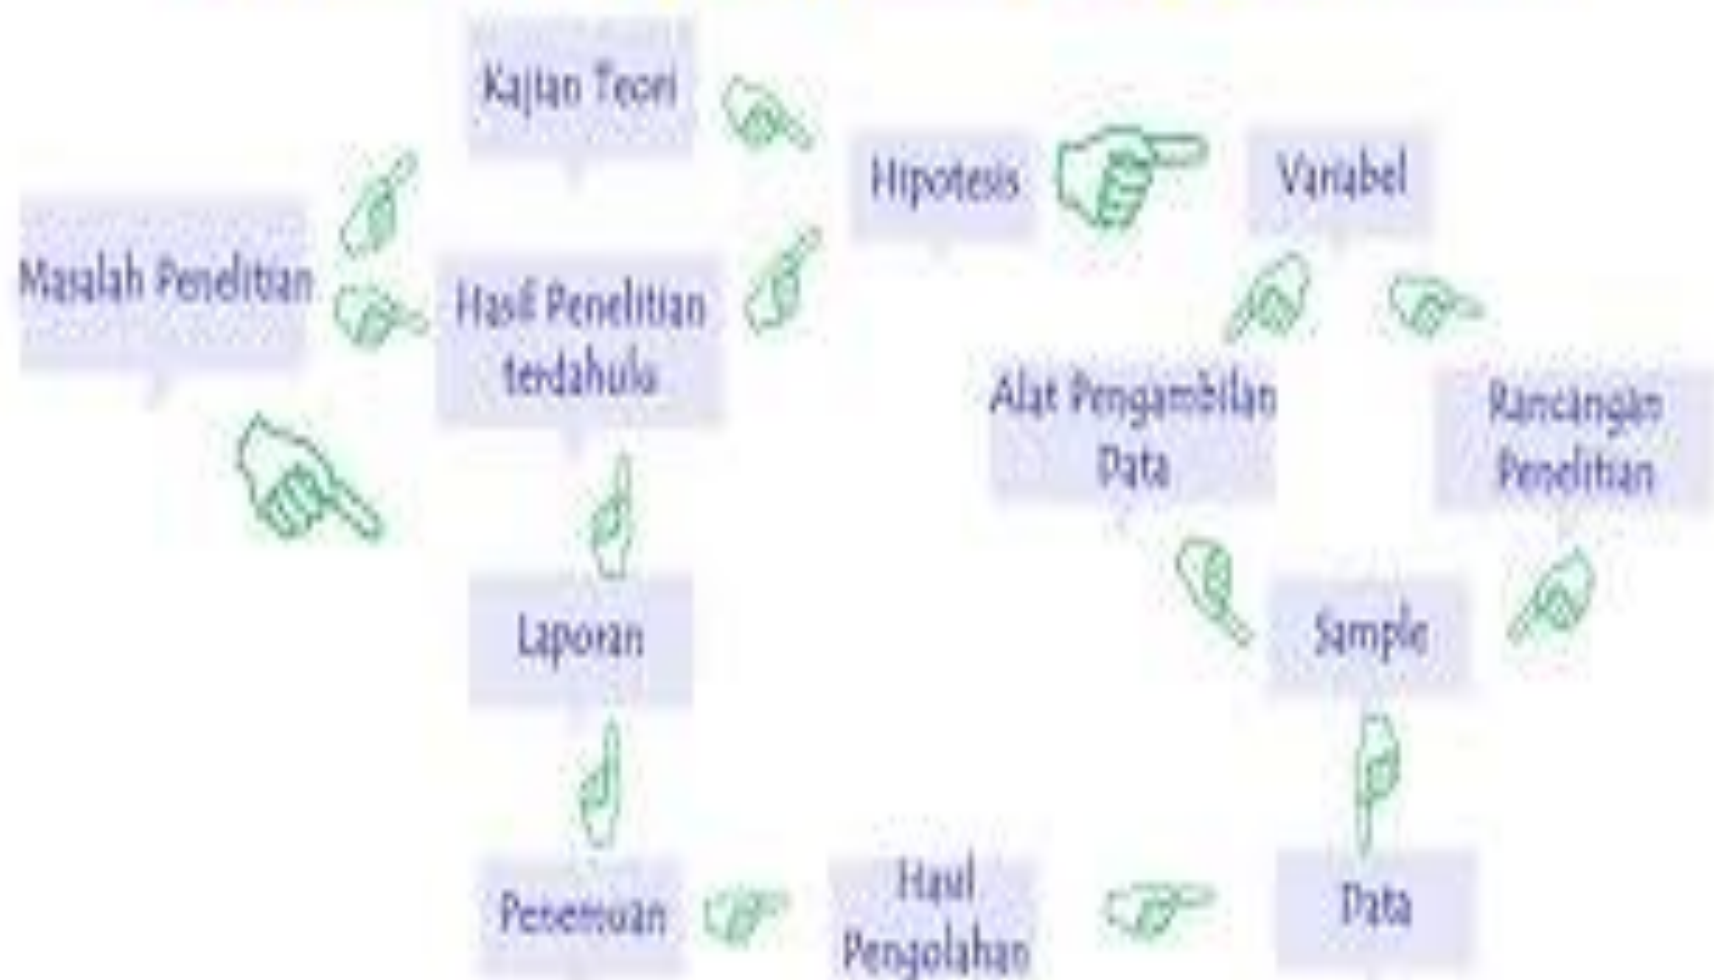 Kajian Teori
Hipotesis
Variabel
Masalah Penelitian
Hasil Penelitian
terdahulu
Alat Pengambilan
Data
Rancangan
Penelitian
Laporan
Sample
Penemuan
Hasil
Pengolahan
Data